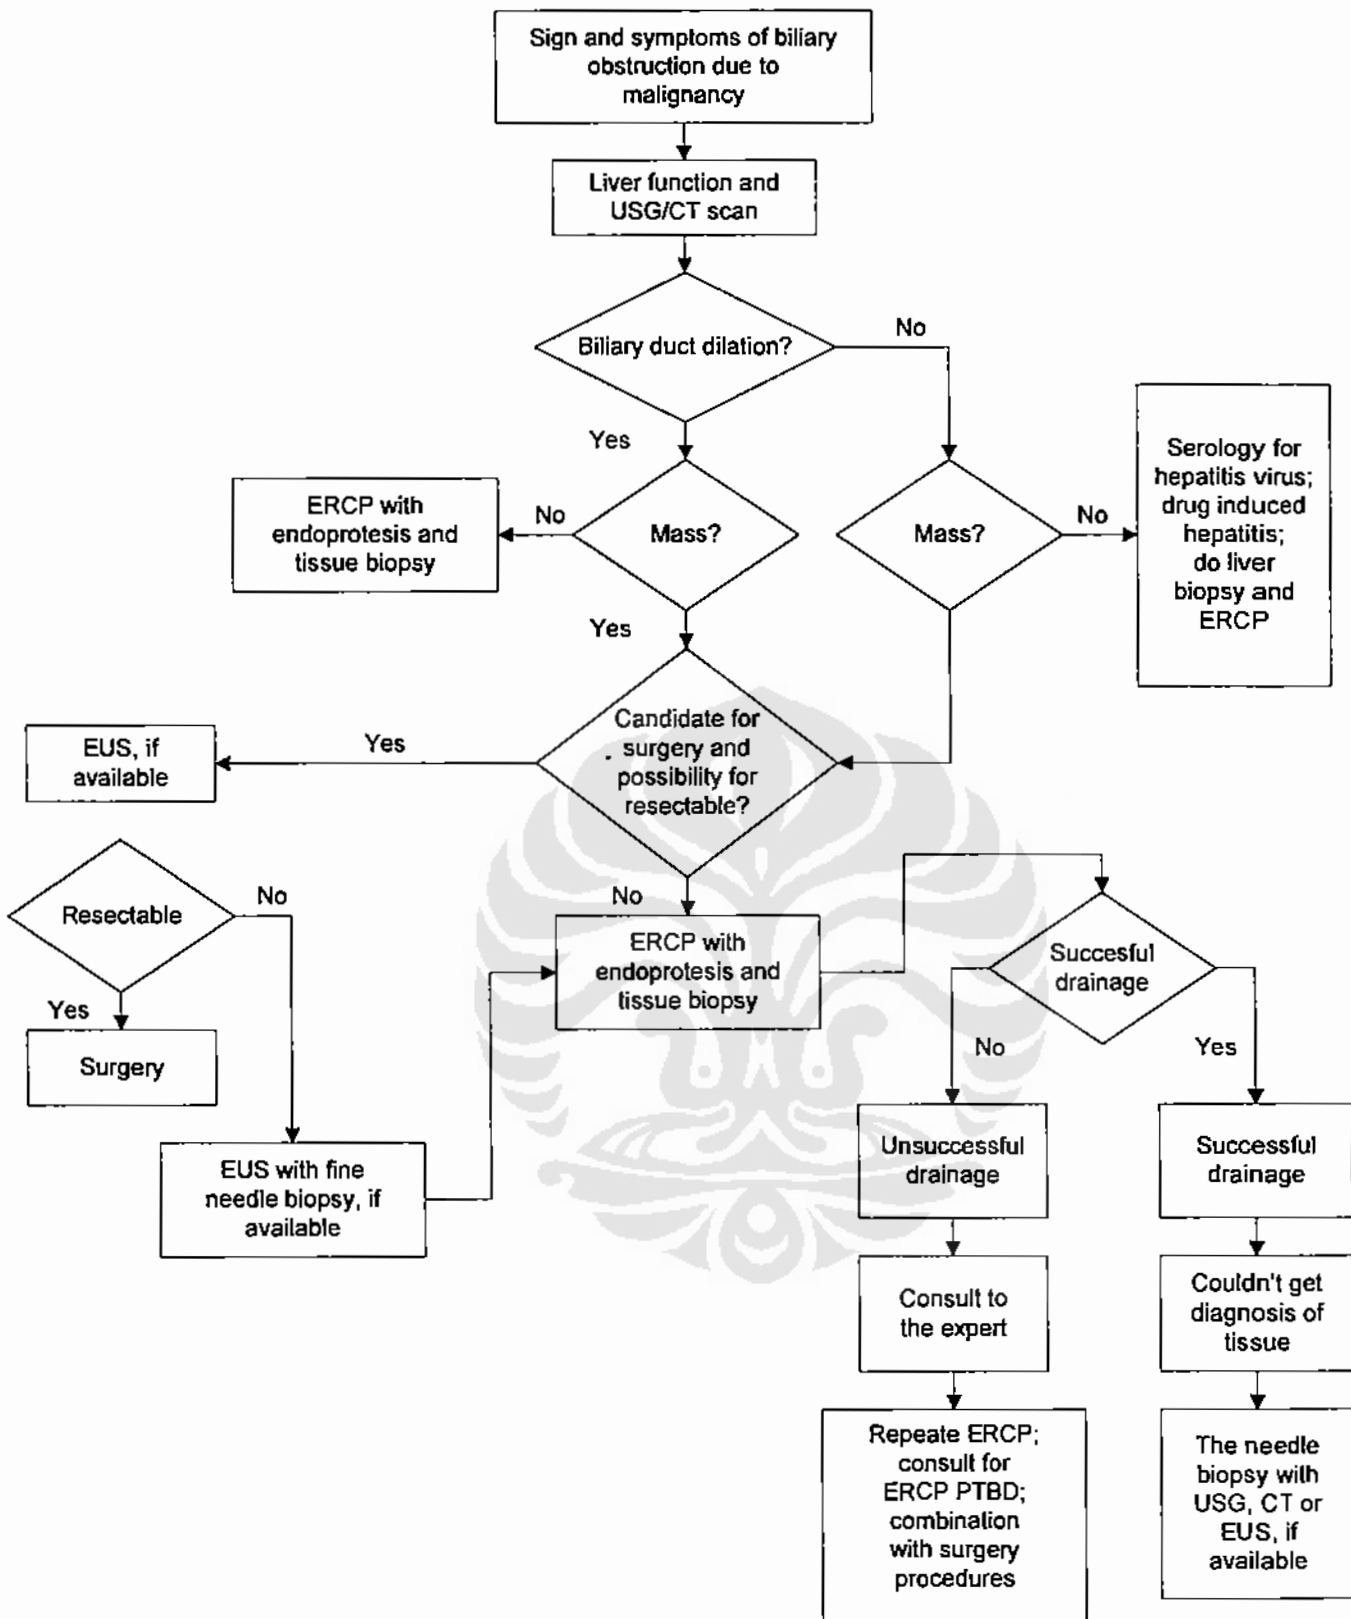 Sign and symptoms of biliary
obstruction due to
malignancy
Liver function and
USG/CT scan
Biliary duct dilation?
No
Yes
ERCP with
endoprotesis and
tissue biopsy
No
Mass?
Mass?
No
Serology for
hepatitis virus;
drug induced
hepatitis;
do liver
biopsy and
ERCP
Yes
EUS, if
available
Yes
Candidate for
surgery and
possibility for
resectable?
No
Resectable
No
Yes
Surgery
EUS with fine
needle biopsy, if
available
ERCP with
endoprotesis and
tissue biopsy
Succesful
drainage
No
Yes
Unsuccessful
drainage
Successful
drainage
Consult to
the expert
Couldn't get
diagnosis of
tissue
Repeate ERCP;
consult for
ERCP PTBD;
combination
with surgery
procedures
The needle
biopsy with
USG, CT or
EUS, if
available